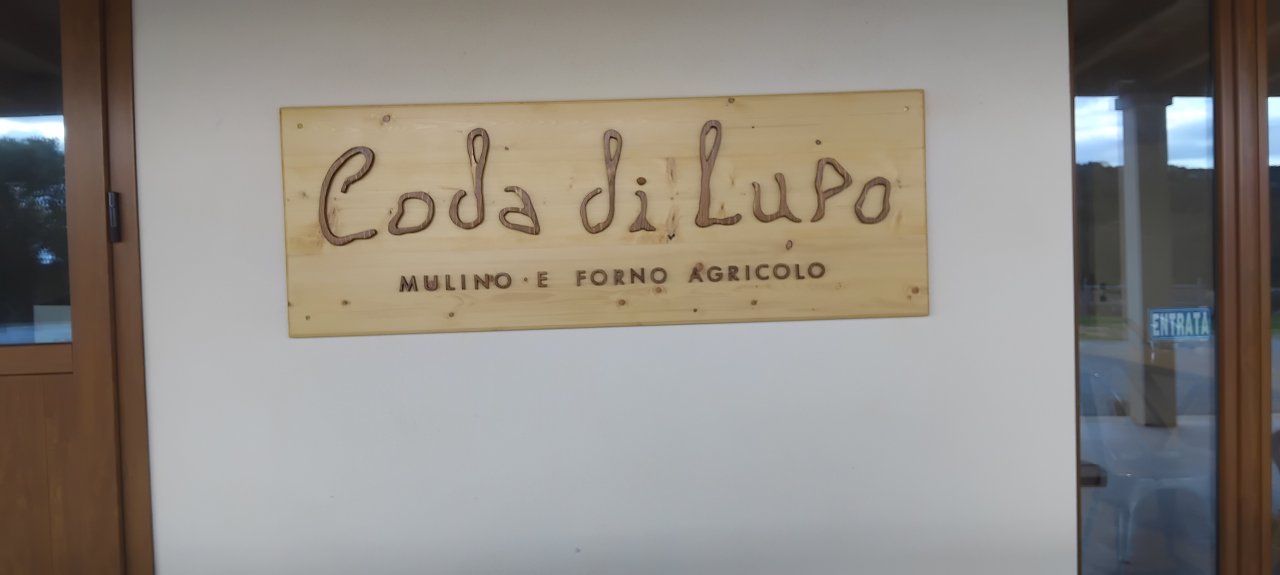 Coda di Lupo
MULINO · E FORNO AGRICOLO
ENTRATA